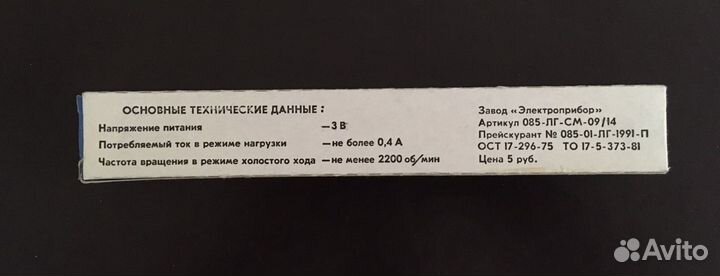 ОСНОВНЫЕ ТЕХНИЧЕСКИЕ ДАННЫЕ :
Напряжение питания —3 В
Потребляемый ток в режиме нагрузки —не более 0,4 А
Частота вращения в режиме холостого хода —не менее 2200 об/мин
Завод «Электроприбор»
Артикул 085-ЛГ-СМ-09/14
Прейскурант № 085-01-ЛГ-1991-П
ОСТ 17-296-75 ТО 17-5-373-81
Цена 5 руб.
Avito